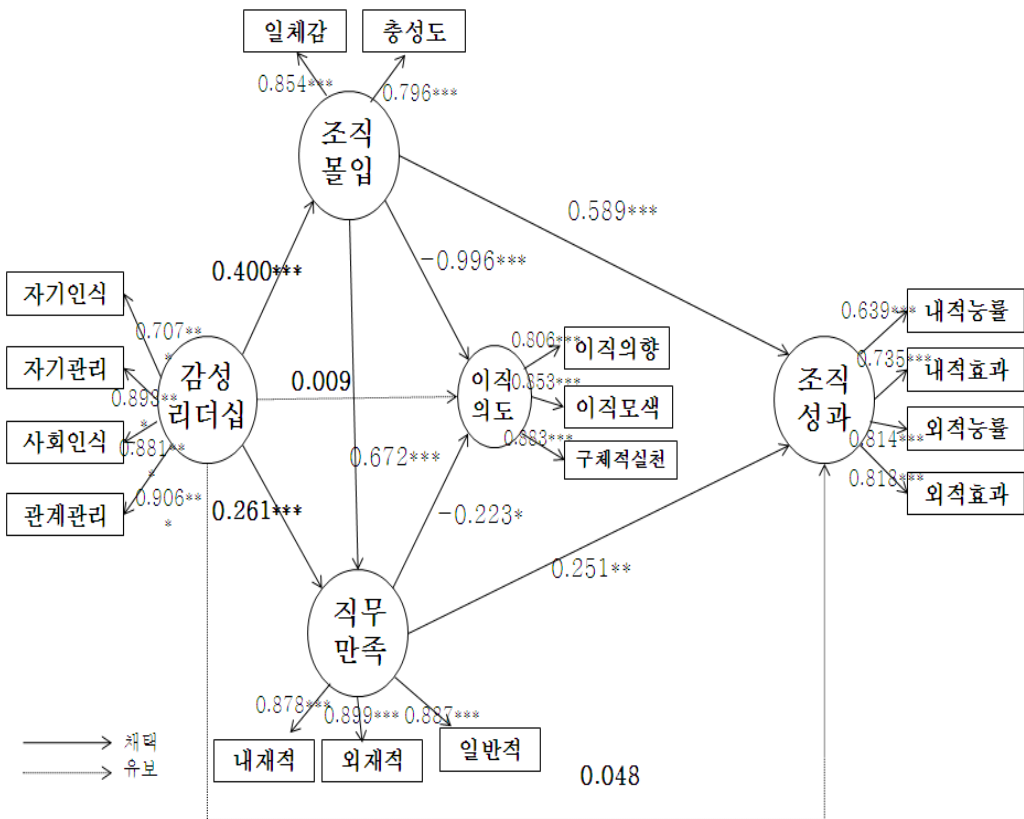 일체감
충성도
0.854***
0.796***
조직
몰입
0.589***
-0.996***
0.400***
자기인식
0.707**
*
자기관리
0.893**
*
사회인식
0.881**
*
관계관리
0.906**
*
감성
리더십
0.009
이직
의도
0.806***
이직의향
0.853***
이직모색
0.883***
구체적실천
조직
성과
0.639***
내적능률
0.735***
내적효과
0.814***
외적능률
0.818***
외적효과
0.672***
0.261***
-0.223*
0.251**
직무
만족
0.878***
0.899***
0.887***
내재적
외재적
일반적
채택
유보
0.048